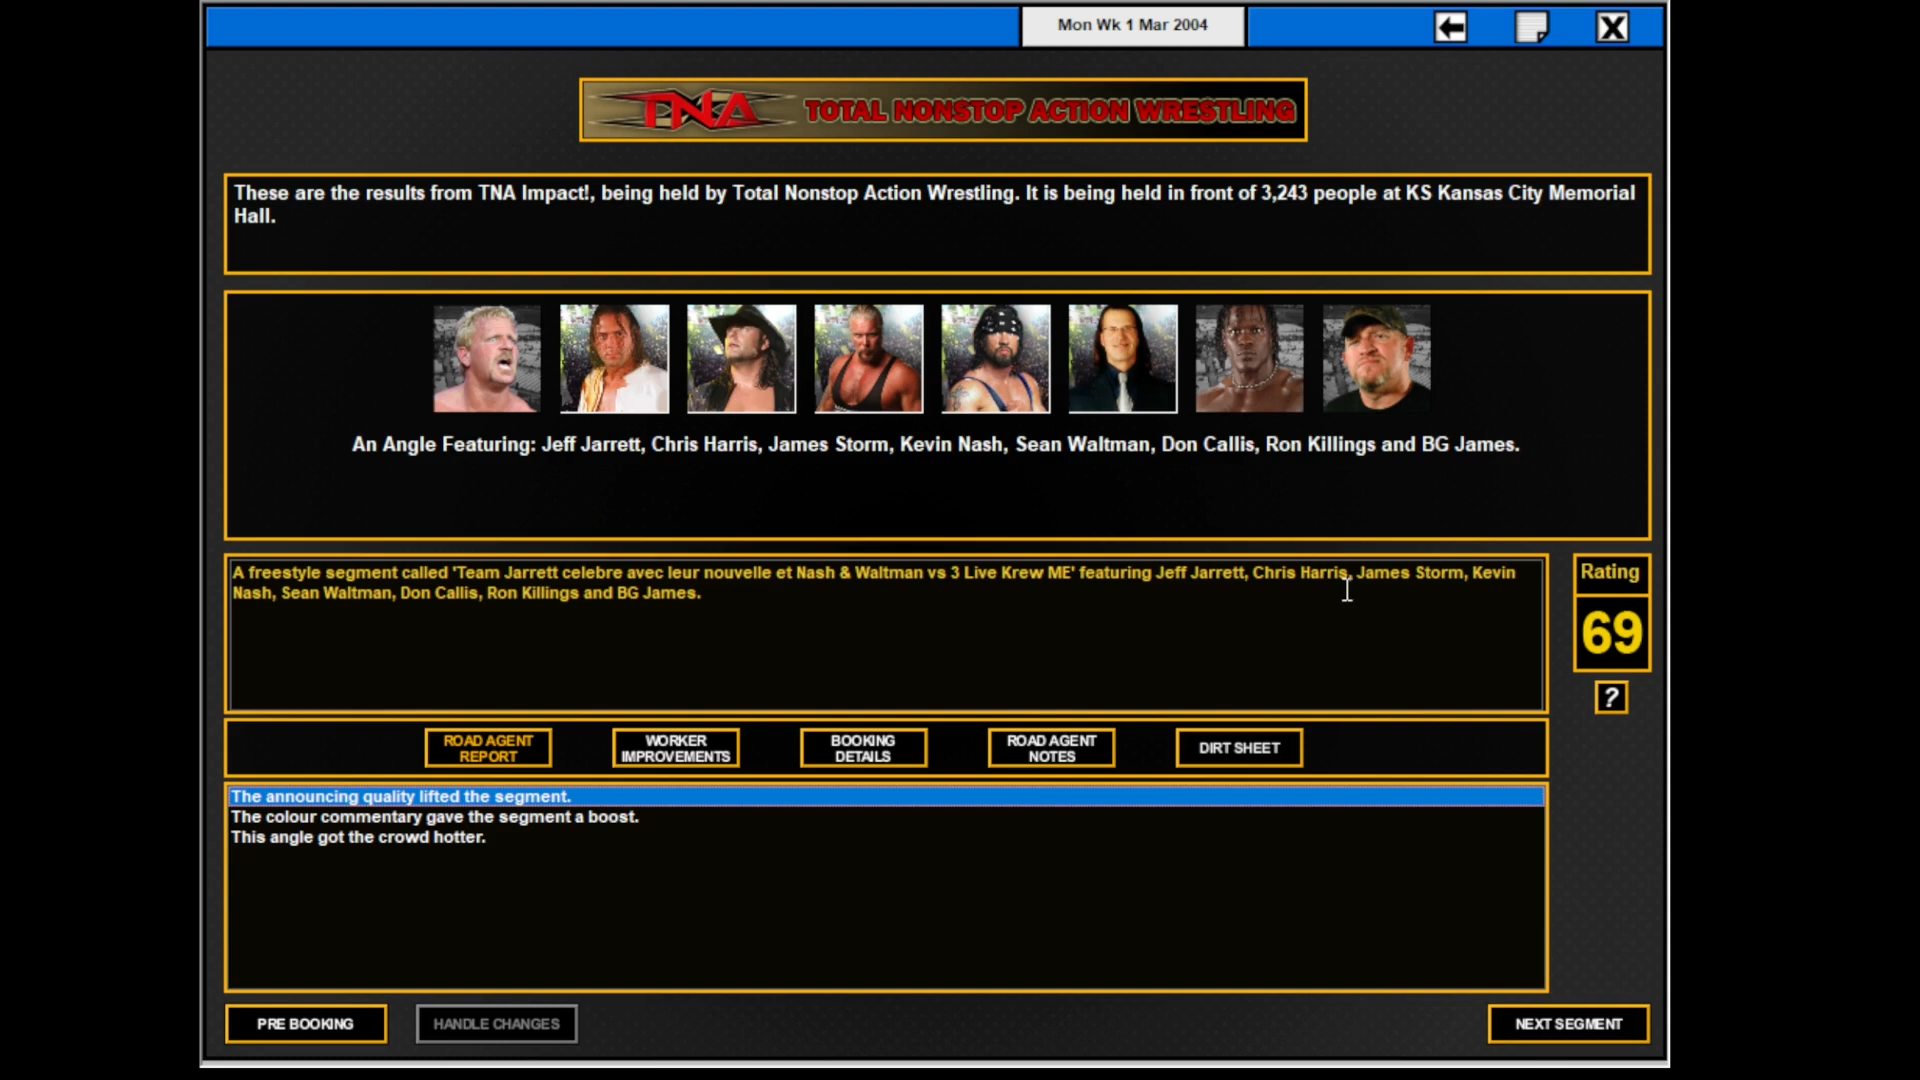 Mon Wk 1 Mar 2004
TNA TOTAL NONSTOP ACTION WRESTLING
These are the results from TNA Impact!, being held by Total Nonstop Action Wrestling. It is being held in front of 3,243 people at KS Kansas City Memorial
Hall.
An Angle Featuring: Jeff Jarrett, Chris Harris, James Storm, Kevin Nash, Sean Waltman, Don Callis, Ron Killings and BG James.
A freestyle segment called 'Team Jarrett celebre avec leur nouvelle et Nash & Waltman vs 3 Live Krew ME' featuring Jeff Jarrett, Chris Harris, James Storm, Kevin
Nash, Sean Waltman, Don Callis, Ron Killings and BG James.
Rating
69
?
ROAD AGENT
REPORT
WORKER
IMPROVEMENTS
BOOKING
DETAILS
ROAD AGENT
NOTES
DIRT SHEET
The announcing quality lifted the segment.
The colour commentary gave the segment a boost.
This angle got the crowd hotter.
PRE BOOKING
HANDLE CHANGES
NEXT SEGMENT